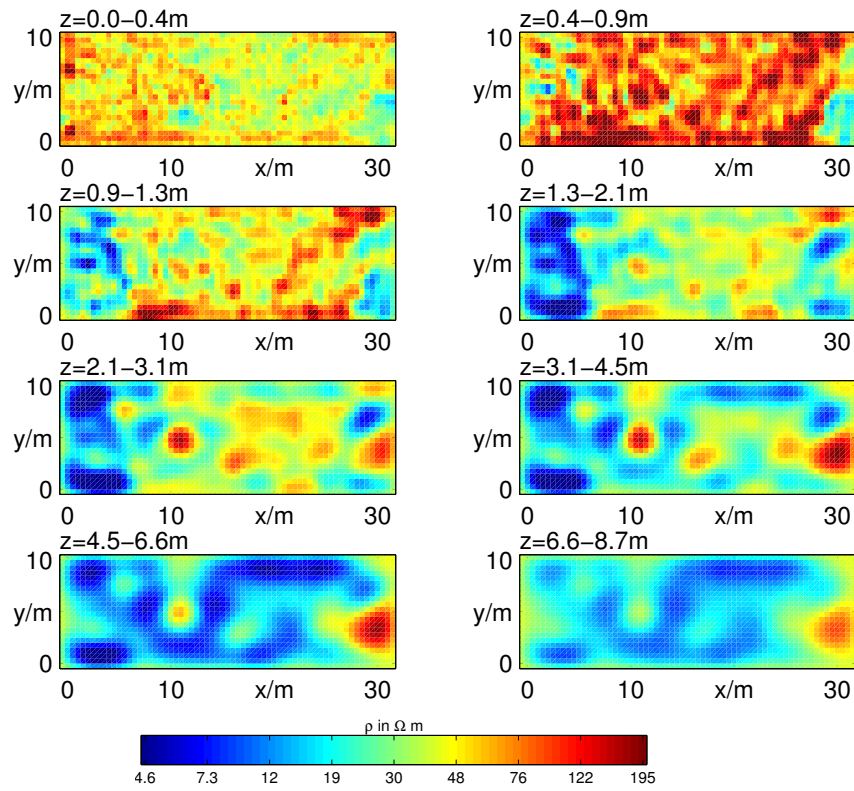 z=0.0−0.4m
z=0.4−0.9m
10
y/m
0
0 10 x/m 30
10
y/m
0
0 10 x/m 30
z=0.9−1.3m
z=1.3−2.1m
10
y/m
0
0 10 x/m 30
10
y/m
0
0 10 x/m 30
z=2.1−3.1m
z=3.1−4.5m
10
y/m
0
0 10 x/m 30
10
y/m
0
0 10 x/m 30
z=4.5−6.6m
z=6.6−8.7m
10
y/m
0
0 10 x/m 30
10
y/m
0
0 10 x/m 30
ρ in Ω m
4.6 7.3 12 19 30 48 76 122 195